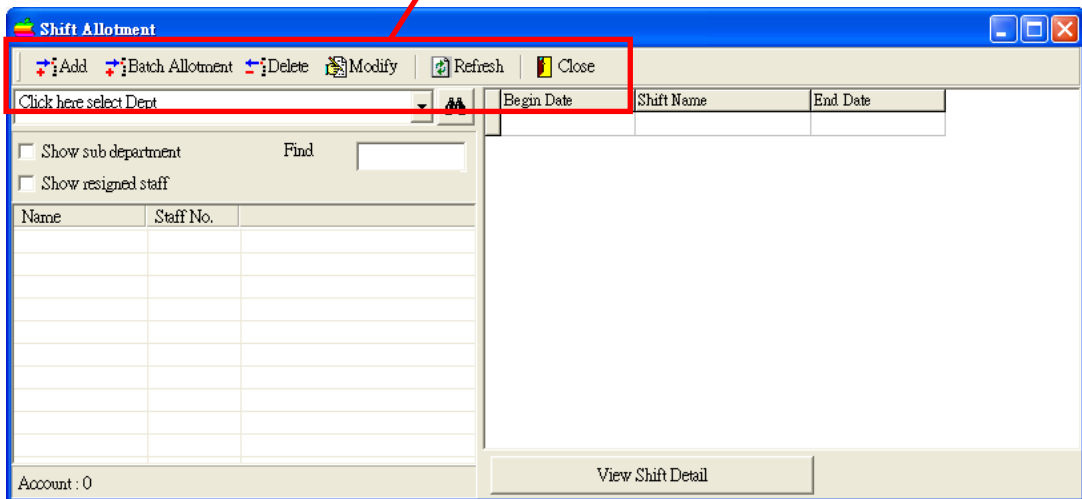 Shift Allotment
Add Batch Allotment Delete Modify Refresh Close
Click here select Dept
Begin Date Shift Name End Date
Show sub department Find
Show resigned staff
Name Staff No.
Account : 0
View Shift Detail